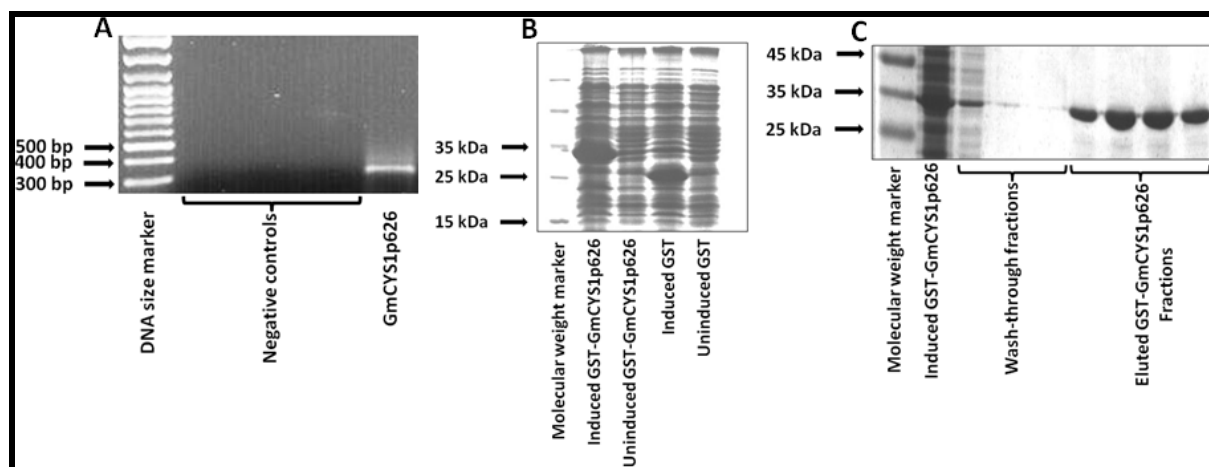 A
500 bp
400 bp
300 bp
DNA size marker
Negative controls
GmCYS1p626
B
35 kDa
25 kDa
15 kDa
Molecular weight marker
Induced GST-GmCYS1p626
Uninduced GST-GmCYS1p626
Induced GST
Uninduced GST
C
45 kDa
35 kDa
25 kDa
Molecular weight marker
Induced GST-GmCYS1p626
Wash-through fractions
Eluted GST-GmCYS1p626
Fractions